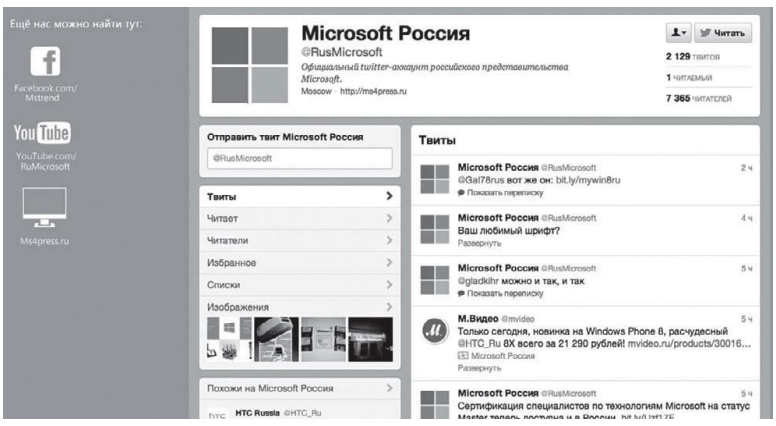 Ещё нас можно найти тут:
Facebook.com/
Mstrend
You Tube
YouTube.com/
RuMicrosoft
Ms4press.ru
Microsoft Россия
@RusMicrosoft
Официальный twitter-аккаунт российского представительства
Microsoft.
Moscow · http://ms4press.ru
Читать
2 129 ТВИТОВ
1 ЧИТАЕМЫЙ
7 365 ЧИТАТЕЛЕЙ
Отправить твит Microsoft Россия
@RusMicrosoft
Твиты
Читает
Читатели
Избранное
Списки
Изображения
Похожи на Microsoft Россия
HTC Russia @HTC_Ru
Твиты
Microsoft Россия @RusMicrosoft 2 ч
@Gal78rus вот же он: bit.ly/mywin8ru
Показать переписку
Microsoft Россия @RusMicrosoft 4 ч
Ваш любимый шрифт?
Развернуть
Microsoft Россия @RusMicrosoft 5 ч
@gladkihr можно и так, и так
Показать переписку
М.Видео @mvideo 5 ч
Только сегодня, новинка на Windows Phone 8, расчудесный
@HTC_Ru 8X всего за 21 290 рублей! mvideo.ru/products/30016...
Microsoft Россия
Развернуть
Microsoft Россия @RusMicrosoft 5 ч
Сертификация специалистов по технологиям Microsoft на статус
Master теперь доступна и в России.